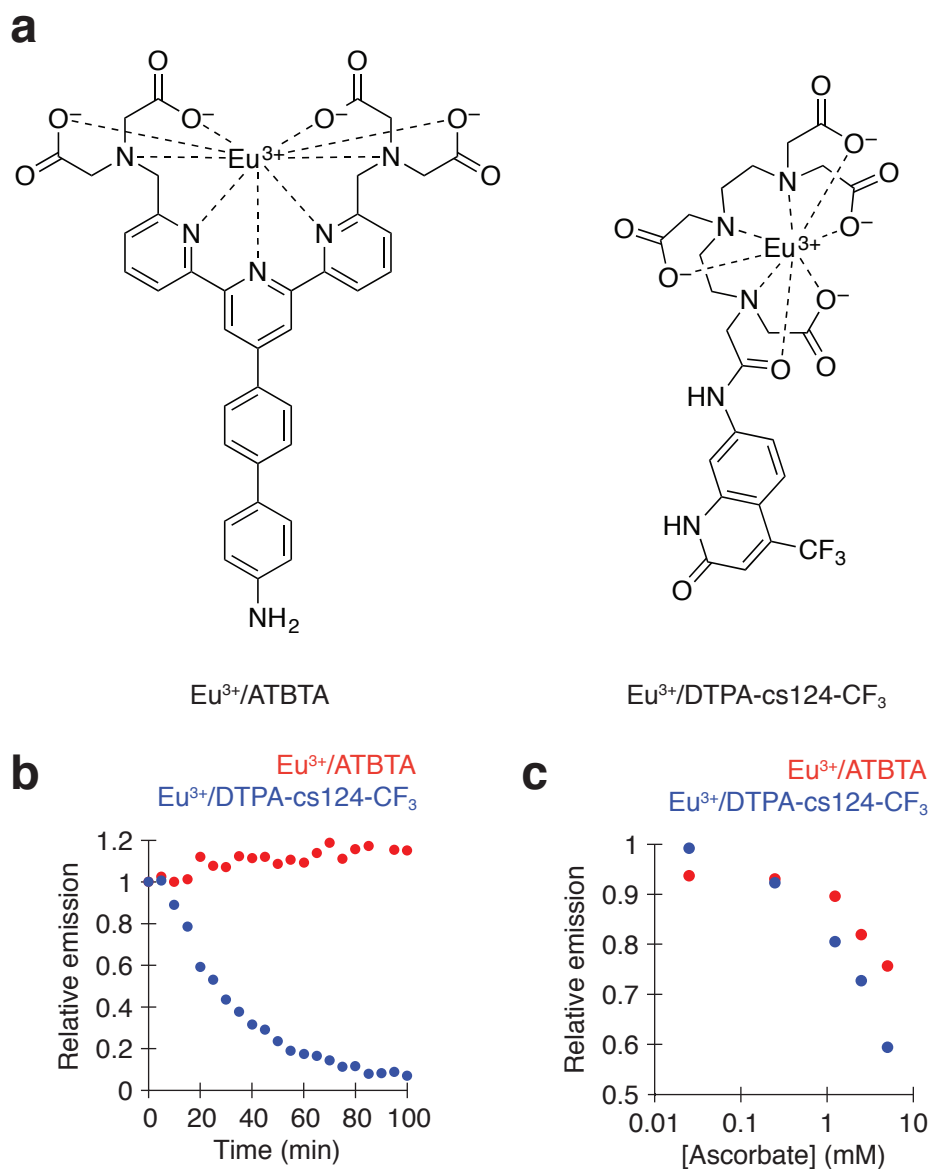 a
O
O
O–
O–
O–
O–
O
O
N
Eu3+
N
N
N
N
NH2
O
O–
N
O
O
N
O–
Eu3+
O–
N
O–
O
O
HN
HN
O
CF3
Eu3+/ATBTA
Eu3+/DTPA-cs124-CF3
b
Eu3+/ATBTA
Eu3+/DTPA-cs124-CF3
Relative emission
1.2
1
0.8
0.6
0.4
0.2
0
0 20 40 60 80 100
Time (min)
c
Eu3+/ATBTA
Eu3+/DTPA-cs124-CF3
Relative emission
1
0.9
0.8
0.7
0.6
0.5
0.01 0.1 1 10
[Ascorbate] (mM)